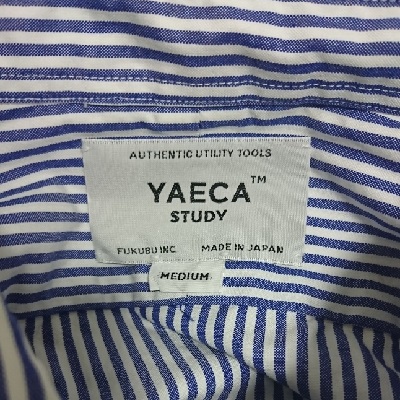 AUTHENTIC UTILITY TOOLS
YAECA™
STUDY
FUKUBU INC. MADE IN JAPAN
MEDIUM